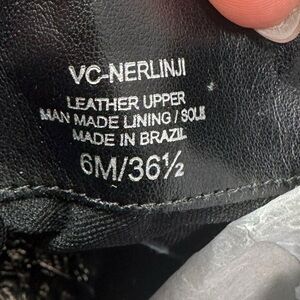 VC-NERLINJI
LEATHER UPPER
MAN MADE LINING / SOLE
MADE IN BRAZIL
6M/36½